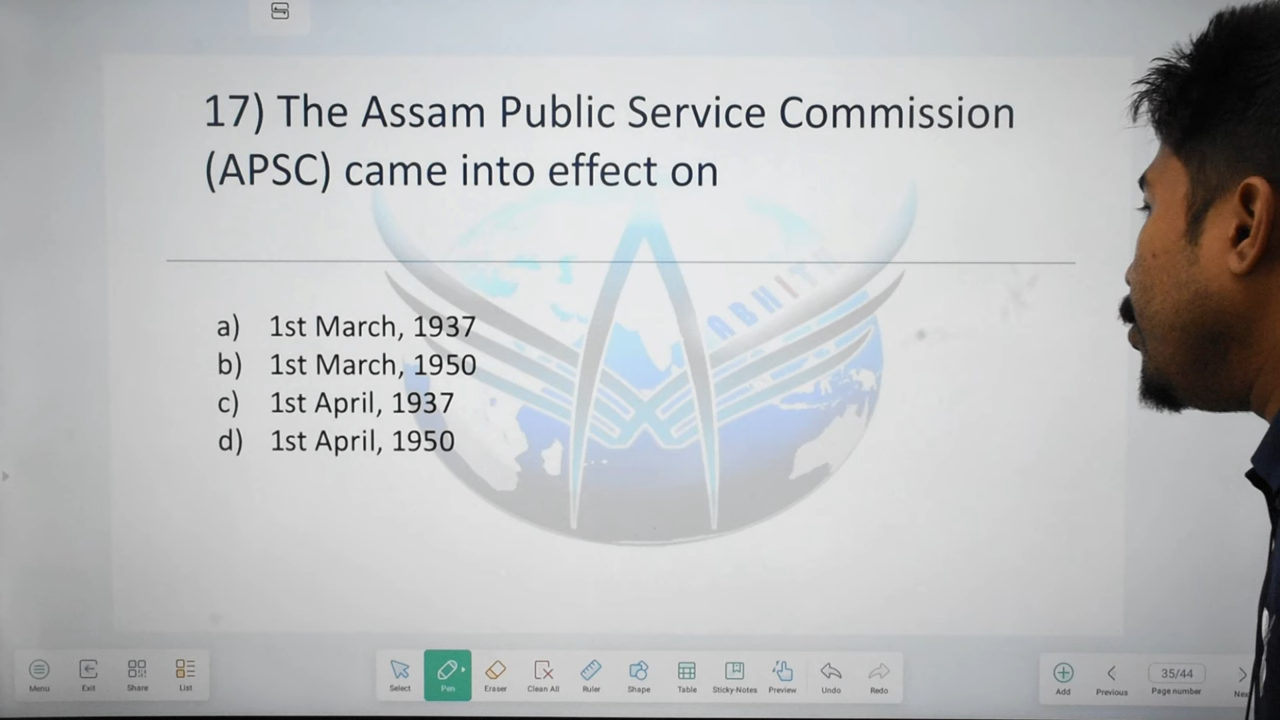 17) The Assam Public Service Commission
(APSC) came into effect on
ABHIT
a) 1st March, 1937
b) 1st March, 1950
c) 1st April, 1937
d) 1st April, 1950
Menu Exit Share List Select Pen Eraser Clean All Ruler Shape Table Sticky-Notes Preview Undo Redo Add Previous 35/44 Page number